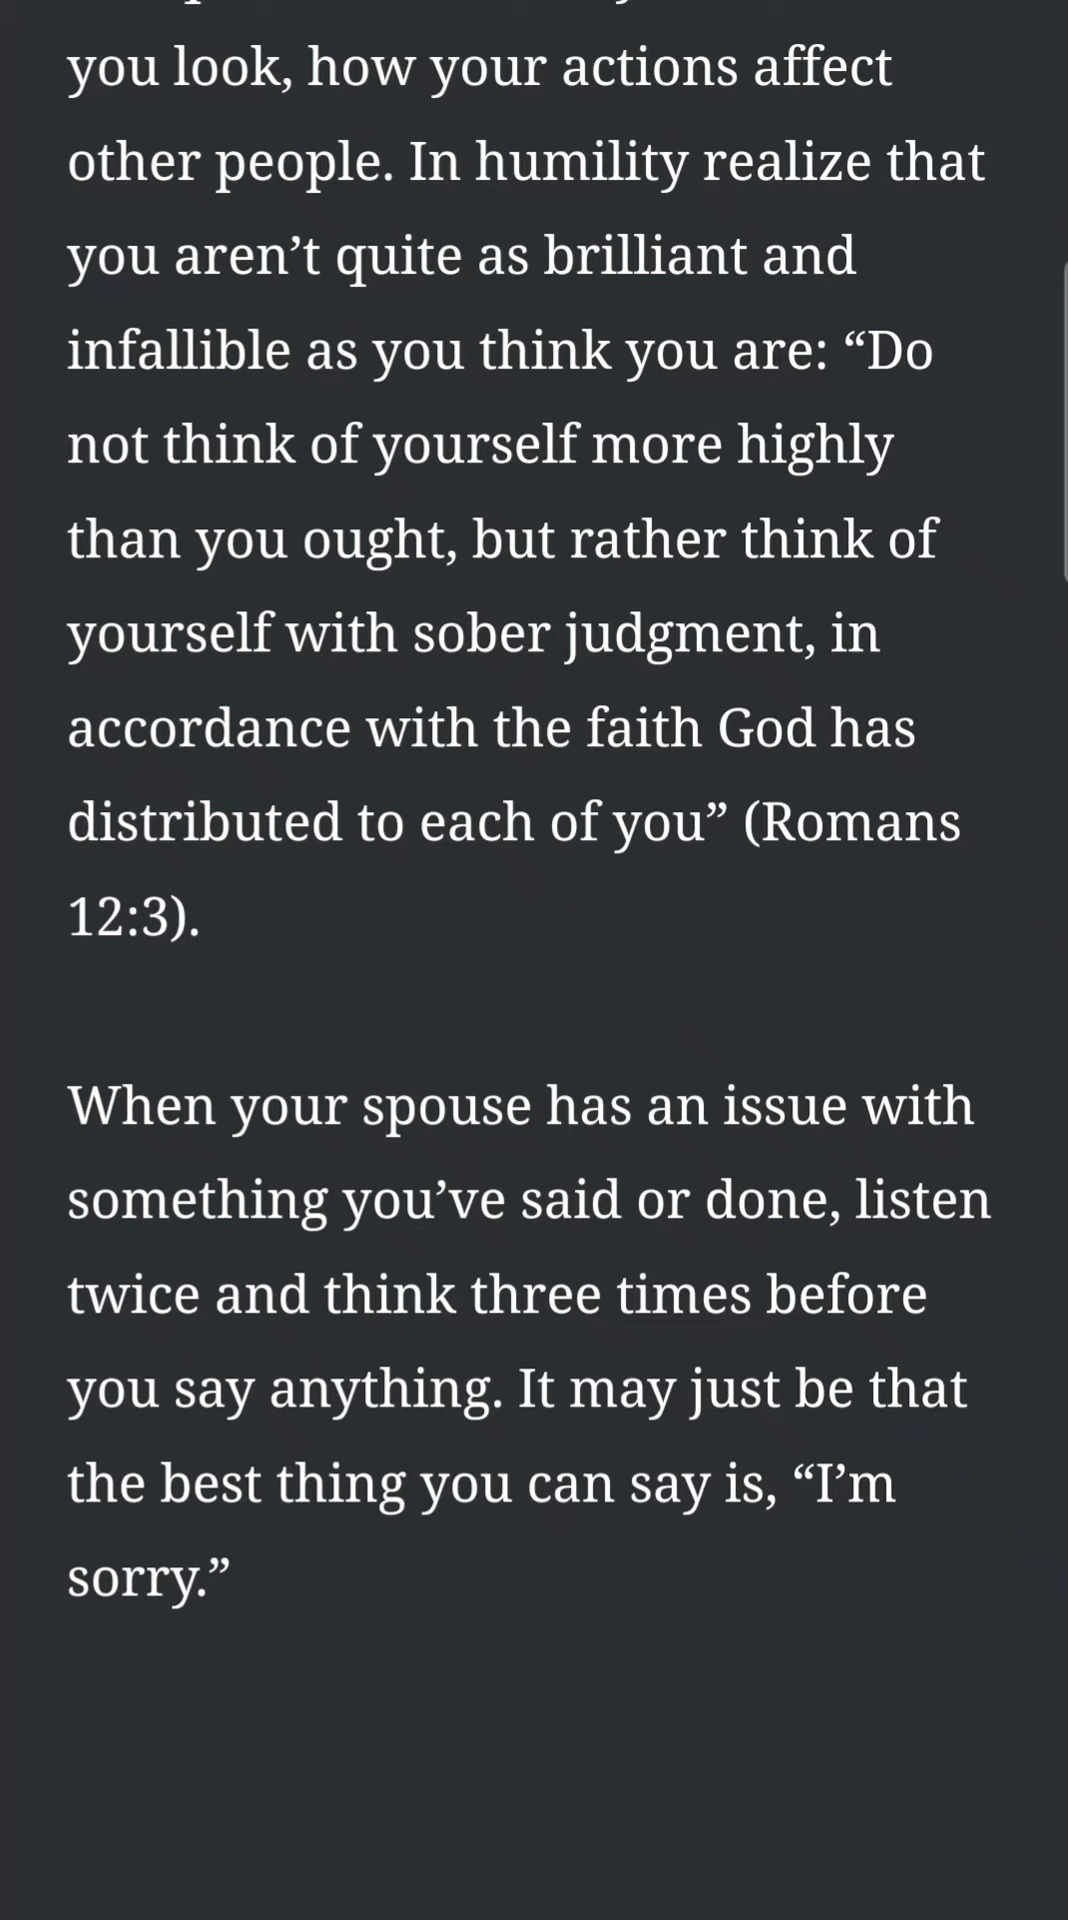 you look, how your actions affect
other people. In humility realize that
you aren’t quite as brilliant and
infallible as you think you are: “Do
not think of yourself more highly
than you ought, but rather think of
yourself with sober judgment, in
accordance with the faith God has
distributed to each of you” (Romans
12:3).
When your spouse has an issue with
something you’ve said or done, listen
twice and think three times before
you say anything. It may just be that
the best thing you can say is, “I’m
sorry.”